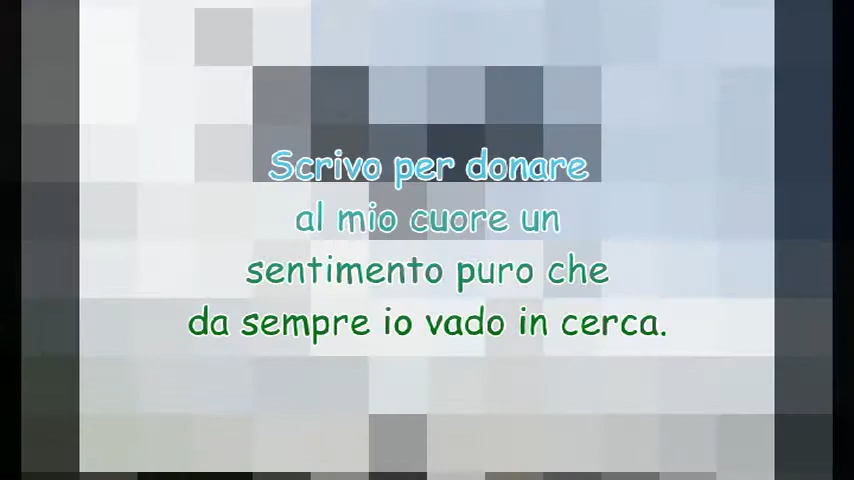 Scrivo per donare
al mio cuore un
sentimento puro che
da sempre io vado in cerca.